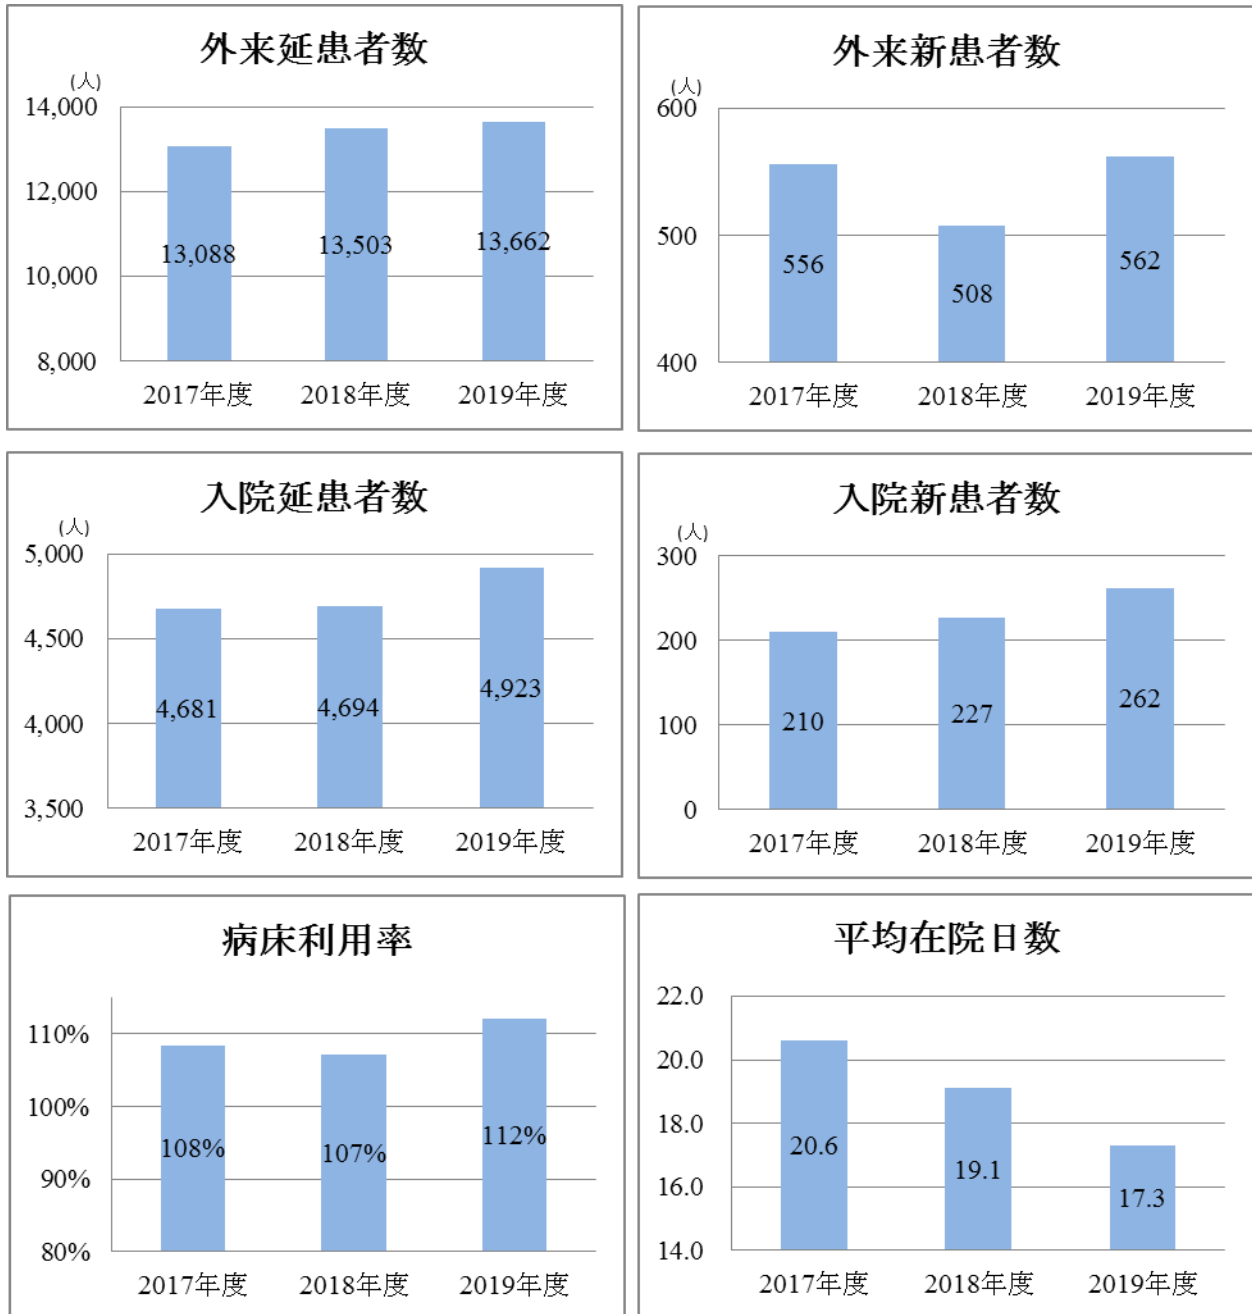 外来延患者数
(人)
14,000
12,000
10,000
8,000
13,088
13,503
13,662
2017年度
2018年度
2019年度
外来新患者数
(人)
600
500
400
556
508
562
2017年度
2018年度
2019年度
入院延患者数
(人)
5,000
4,500
4,000
3,500
4,681
4,694
4,923
2017年度
2018年度
2019年度
入院新患者数
(人)
300
200
100
0
210
227
262
2017年度
2018年度
2019年度
病床利用率
110%
100%
90%
80%
108%
107%
112%
2017年度
2018年度
2019年度
平均在院日数
22.0
20.0
18.0
16.0
14.0
20.6
19.1
17.3
2017年度
2018年度
2019年度